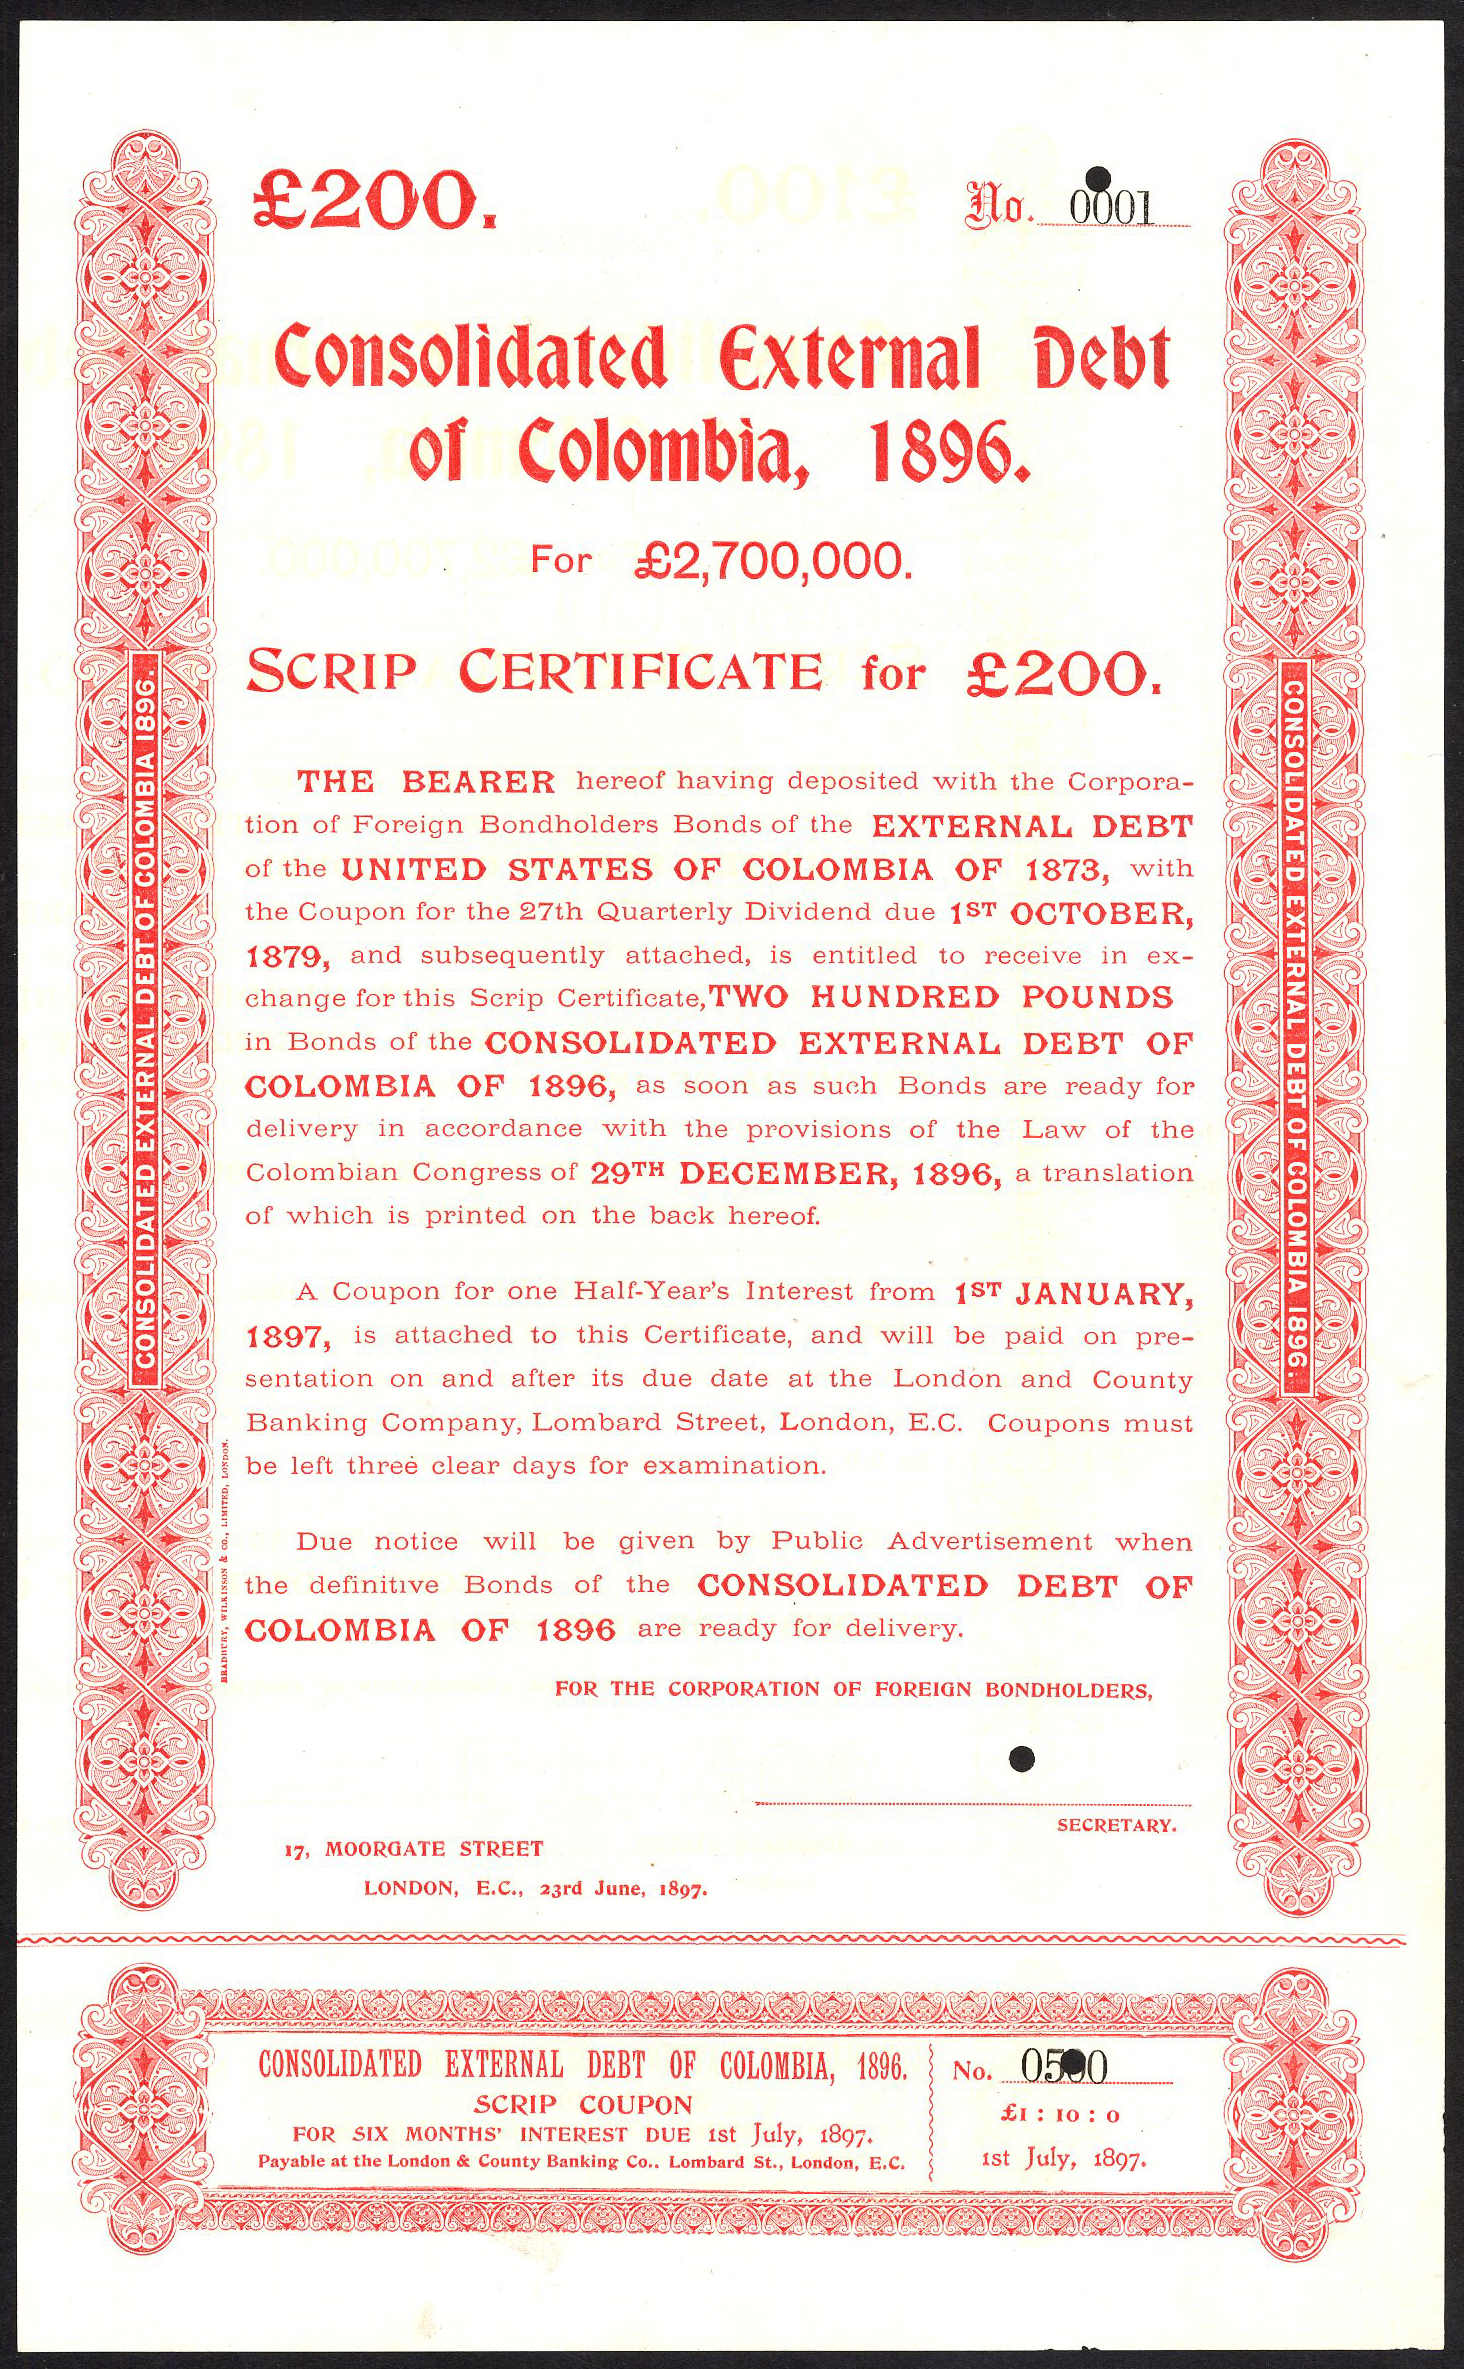 £200.
No. 0001
Consolidated External Debt
of Colombia, 1896.
For £2,700,000.
SCRIP CERTIFICATE for £200.
THE BEARER hereof having deposited with the Corpora-
tion of Foreign Bondholders Bonds of the EXTERNAL DEBT
of the UNITED STATES OF COLOMBIA OF 1873, with
the Coupon for the 27th Quarterly Dividend due 1ST OCTOBER,
1879, and subsequently attached, is entitled to receive in ex-
change for this Scrip Certificate, TWO HUNDRED POUNDS
in Bonds of the CONSOLIDATED EXTERNAL DEBT OF
COLOMBIA OF 1896, as soon as such Bonds are ready for
delivery in accordance with the provisions of the Law of the
Colombian Congress of 29TH DECEMBER, 1896, a translation
of which is printed on the back hereof.
A Coupon for one Half-Year's Interest from 1ST JANUARY,
1897, is attached to this Certificate, and will be paid on pre-
sentation on and after its due date at the London and County
Banking Company, Lombard Street, London, E.C. Coupons must
be left three clear days for examination.
Due notice will be given by Public Advertisement when
the definitive Bonds of the CONSOLIDATED DEBT OF
COLOMBIA OF 1896 are ready for delivery.
FOR THE CORPORATION OF FOREIGN BONDHOLDERS,
SECRETARY.
17, MOORGATE STREET
LONDON, E.C., 23rd June, 1897.
CONSOLIDATED EXTERNAL DEBT OF COLOMBIA 1896.
CONSOLIDATED EXTERNAL DEBT OF COLOMBIA 1896.
BRADBURY, WILKINSON & CO., LIMITED, LONDON.
CONSOLIDATED EXTERNAL DEBT OF COLOMBIA, 1896.
SCRIP COUPON
FOR SIX MONTHS' INTEREST DUE 1st July, 1897.
Payable at the London & County Banking Co.. Lombard St., London, E.C.
No.
£1 : 10 : 0
1st July, 1897.